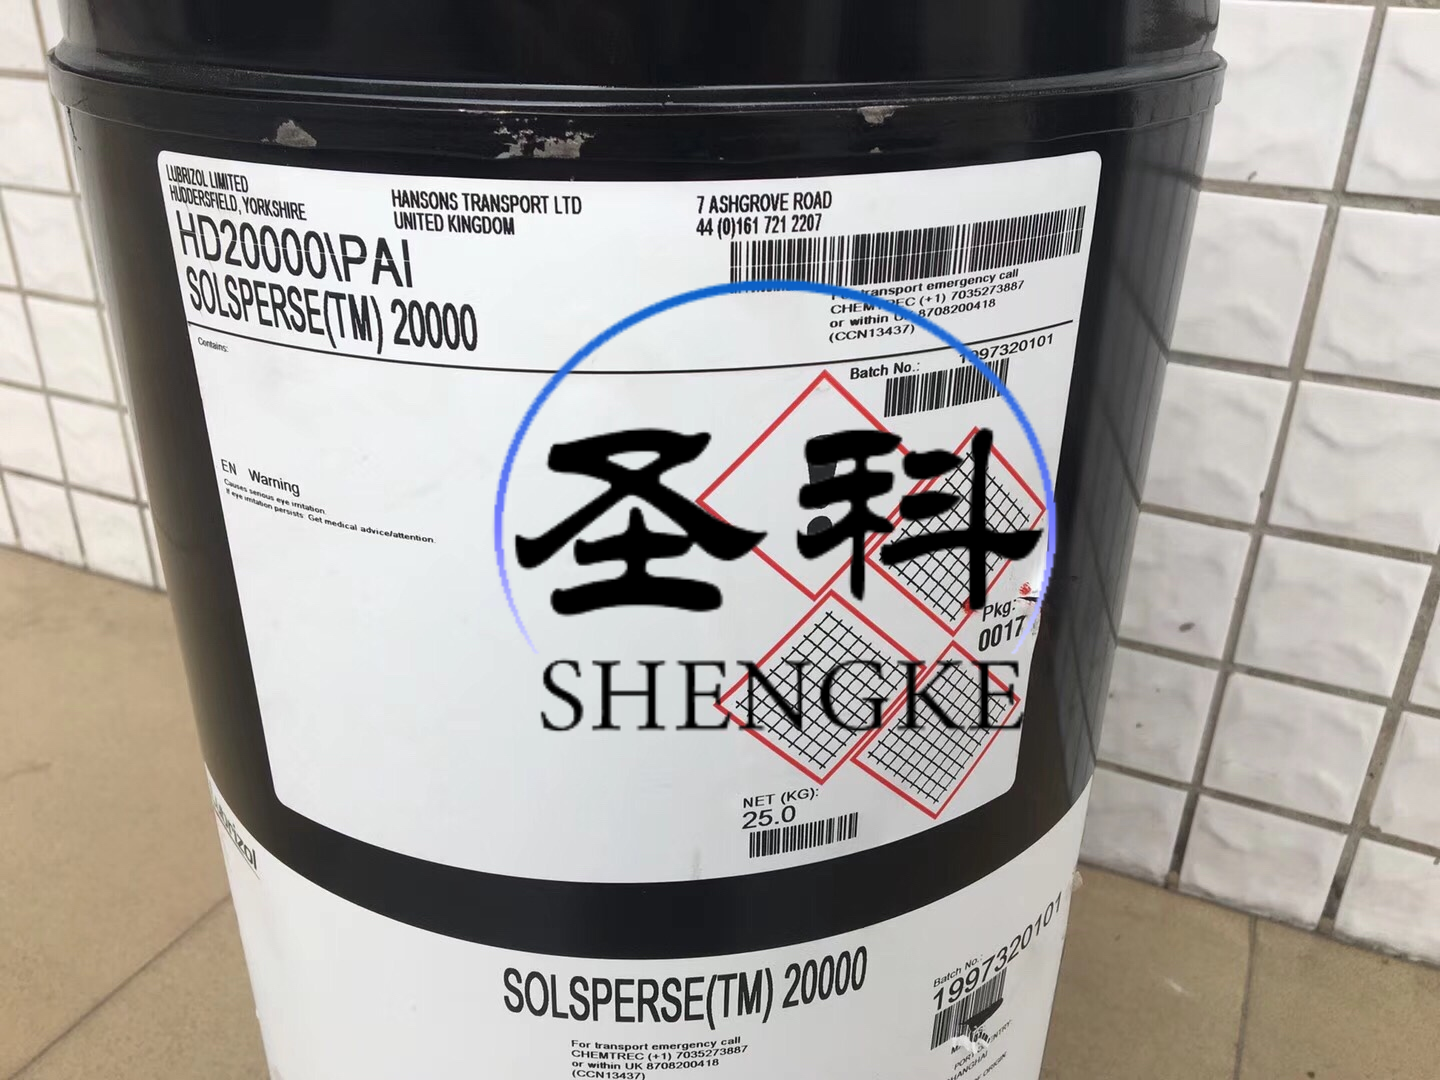 LUBRIZOL LIMITED
HUDDERSFIELD, YORKSHIRE
HANSONS TRANSPORT LTD
UNITED KINGDOM
7 ASHGROVE ROAD
44 (0)161 721 2207
HD20000\PAI
SOLSPERSE(TM) 20000
For transport emergency call
CHEMTREC (+1) 7035273887
or within UK 8708200418
(CCN13437)
Contains:
Batch No.: 1997320101
EN Warning
Causes serious eye irritation.
If eye irritation persists: Get medical advice/attention.
圣科
SHENGKE
Pkg:
0017
NET (KG):
25.0
SOLSPERSE(TM) 20000
For transport emergency call
CHEMTREC (+1) 7035273887
or within UK 8708200418
(CCN13437)
Batch No.:
1997320101